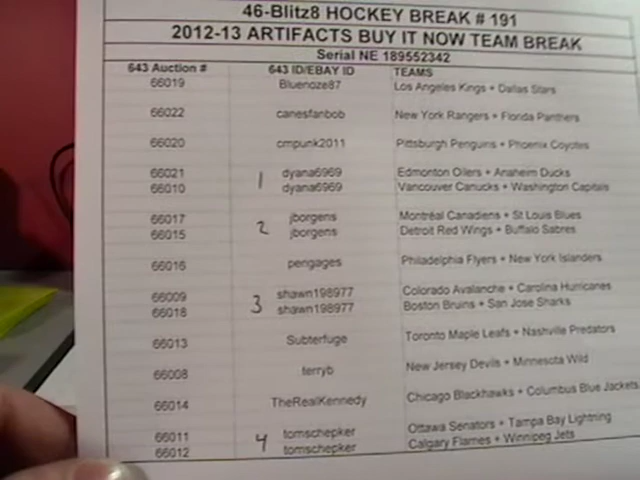 46-Blitz8 HOCKEY BREAK # 191
2012-13 ARTIFACTS BUY IT NOW TEAM BREAK
Serial NE 189552342
643 Auction # 643 ID/EBAY ID TEAMS
66019 Bluenoze87 Los Angeles Kings + Dallas Stars
66022 canesfanbob New York Rangers + Florida Panthers
66020 cmpunk2011 Pittsburgh Penguins + Phoenix Coyotes
66021 dyana6969 Edmonton Oilers + Anaheim Ducks
1
66010 dyana6969 Vancouver Canucks + Washington Capitals
66017 jborgens Montréal Canadiens + St Louis Blues
2
66015 jborgens Detroit Red Wings + Buffalo Sabres
66016 pengages Philadelphia Flyers + New York Islanders
66009 shawn198977 Colorado Avalanche + Carolina Hurricanes
3
66018 shawn198977 Boston Bruins + San Jose Sharks
66013 Subterfuge Toronto Maple Leafs + Nashville Predators
66008 terryb New Jersey Devils + Minnesota Wild
66014 TheRealKennedy Chicago Blackhawks + Columbus Blue Jackets
66011 tomschepker Ottawa Senators + Tampa Bay Lightning
4
66012 tomschepker Calgary Flames + Winnipeg Jets